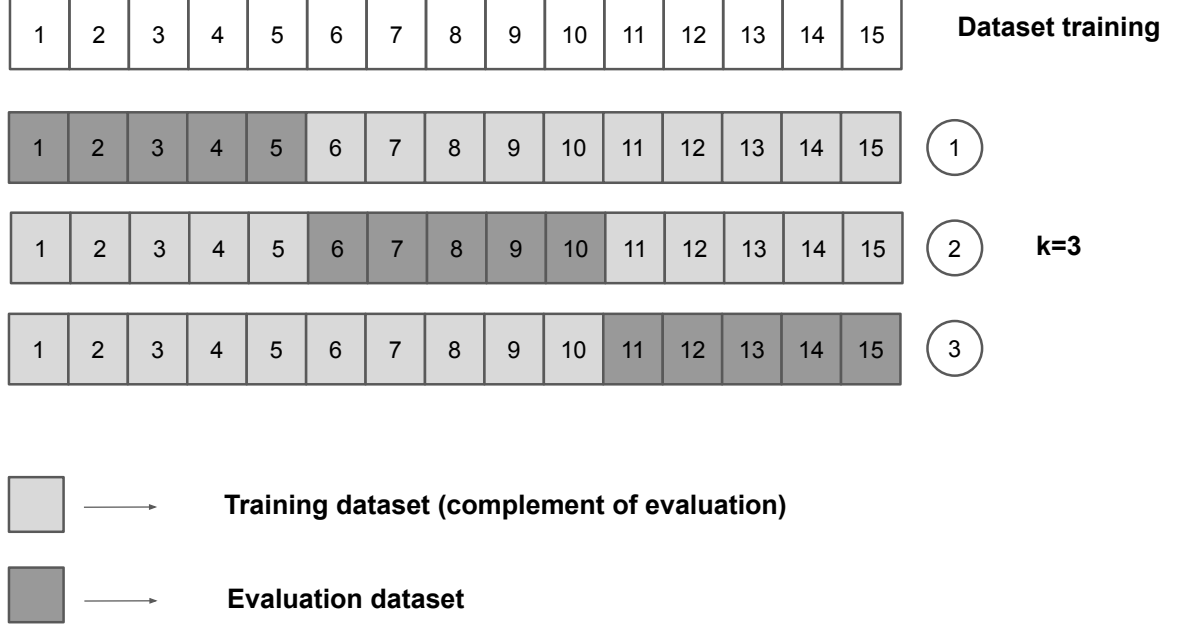 1 2 3 4 5 6 7 8 9 10 11 12 13 14 15 Dataset training
1 2 3 4 5 6 7 8 9 10 11 12 13 14 15 1
1 2 3 4 5 6 7 8 9 10 11 12 13 14 15 2 k=3
1 2 3 4 5 6 7 8 9 10 11 12 13 14 15 3
Training dataset (complement of evaluation)
Evaluation dataset